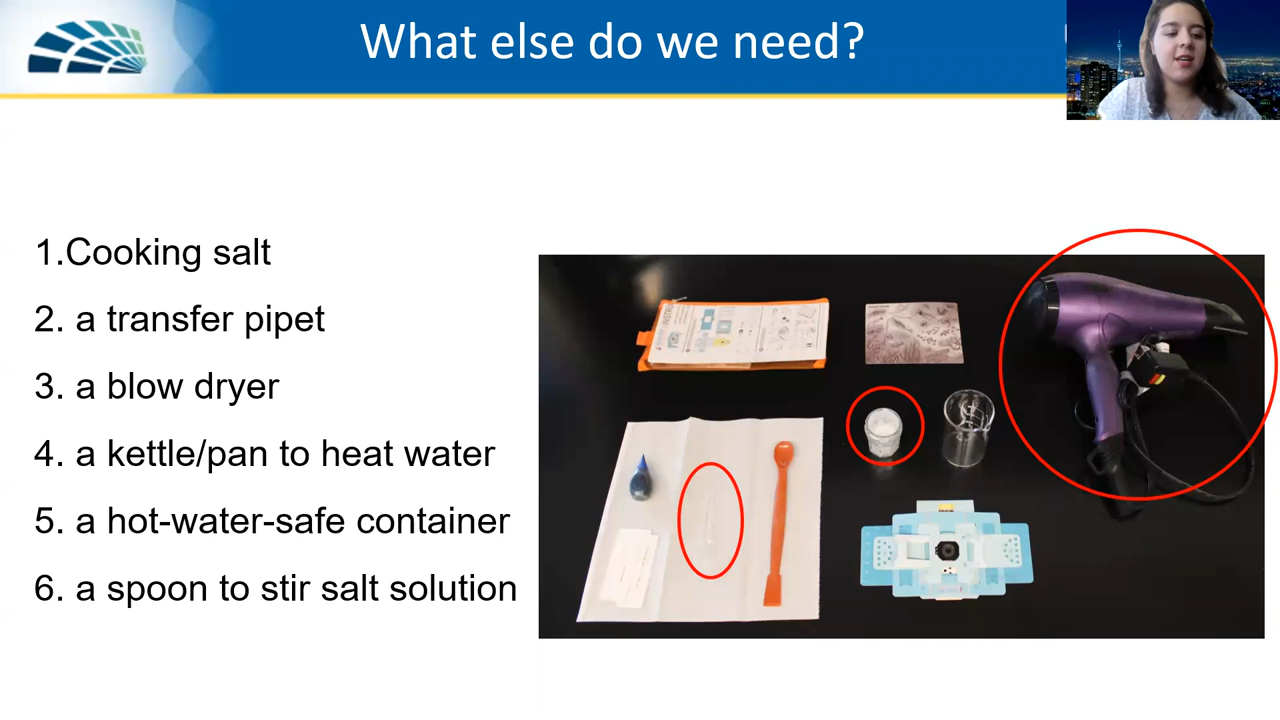 What else do we need?
1.Cooking salt
2. a transfer pipet
3. a blow dryer
4. a kettle/pan to heat water
5. a hot-water-safe container
6. a spoon to stir salt solution